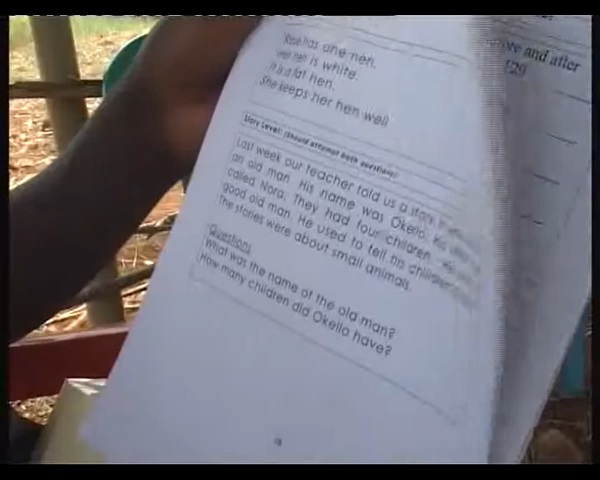 Rose has one hen.
Her hen is white.
It is a fat hen.
She keeps her hen well.
Story Level: (Should attempt both questions)
Last week our teacher told us a story
an old man. His name was Okello. His
called Nora. They had four children.
good old man. He used to tell his children
The stories were about small animals.
Questions
What was the name of the old man?
How many children did Okello have?
and after